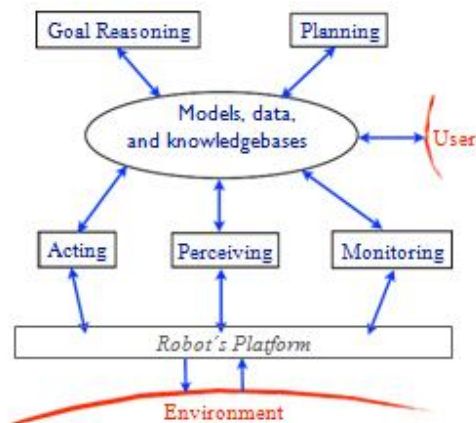 Goal Reasoning
Planning
Models, data,
and knowledgebases
User
Acting
Perceiving
Monitoring
Robot´s Platform
Environment